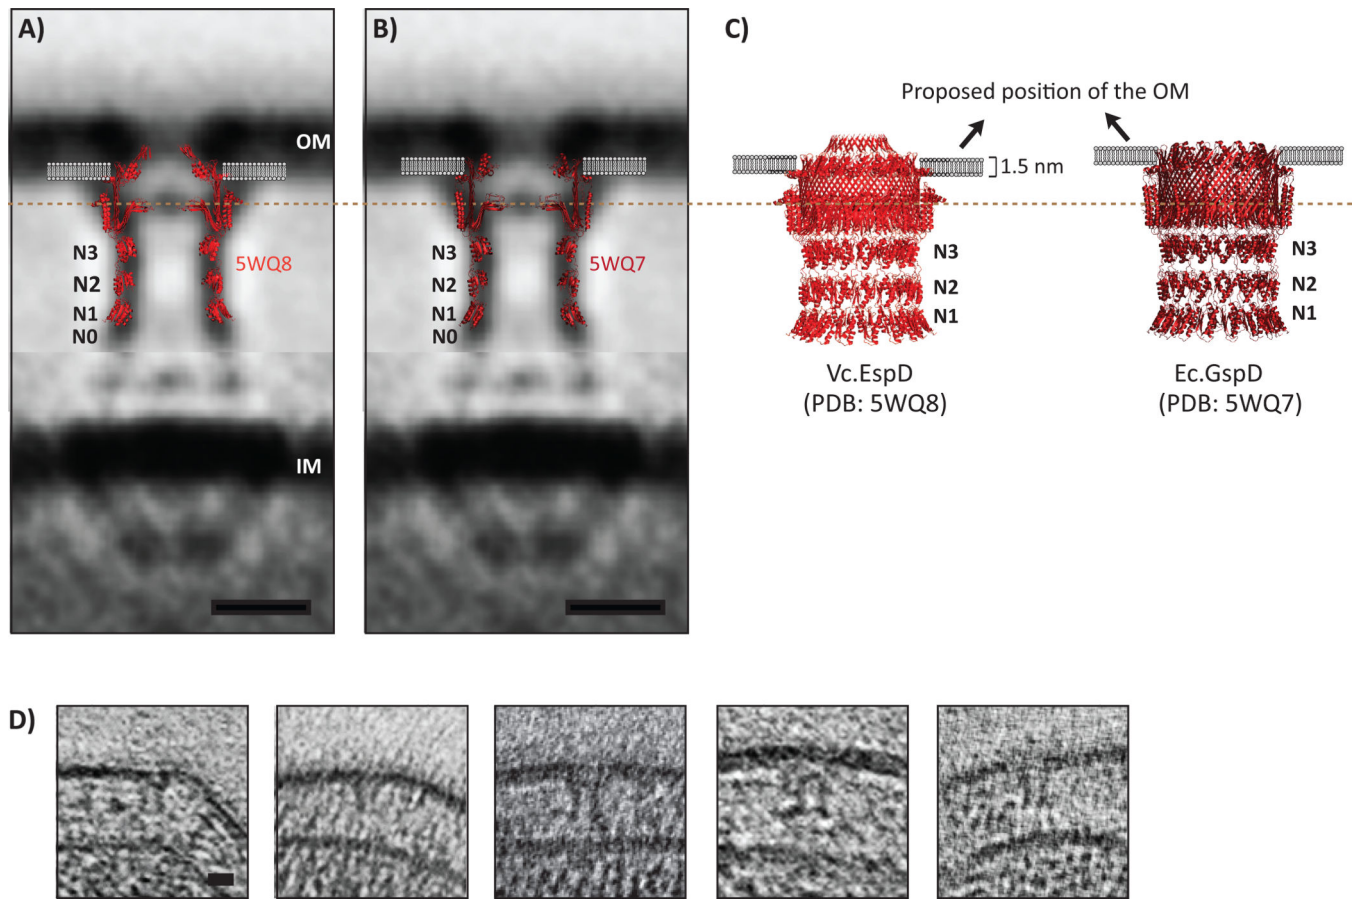 A)
OM
N3
N2
N1
N0
5WQ8
IM
B)
N3
N2
N1
N0
5WQ7
C)
Proposed position of the OM
1.5 nm
N3
N2
N1
Vc.EspD
(PDB: 5WQ8)
N3
N2
N1
Ec.GspD
(PDB: 5WQ7)
D)